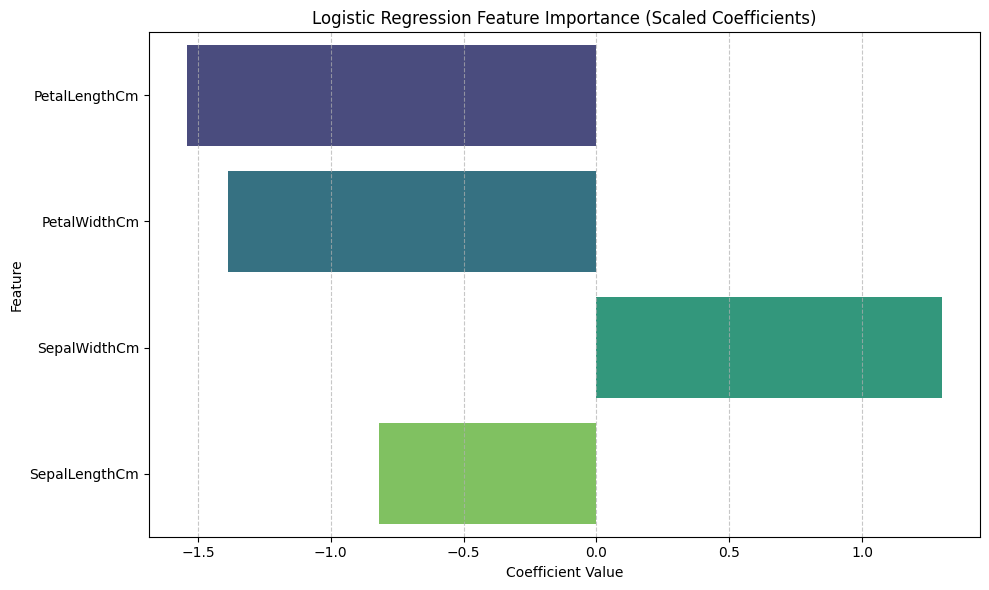 Logistic Regression Feature Importance (Scaled Coefficients)
Feature
PetalLengthCm
PetalWidthCm
SepalWidthCm
SepalLengthCm
−1.5 −1.0 −0.5 0.0 0.5 1.0
Coefficient Value